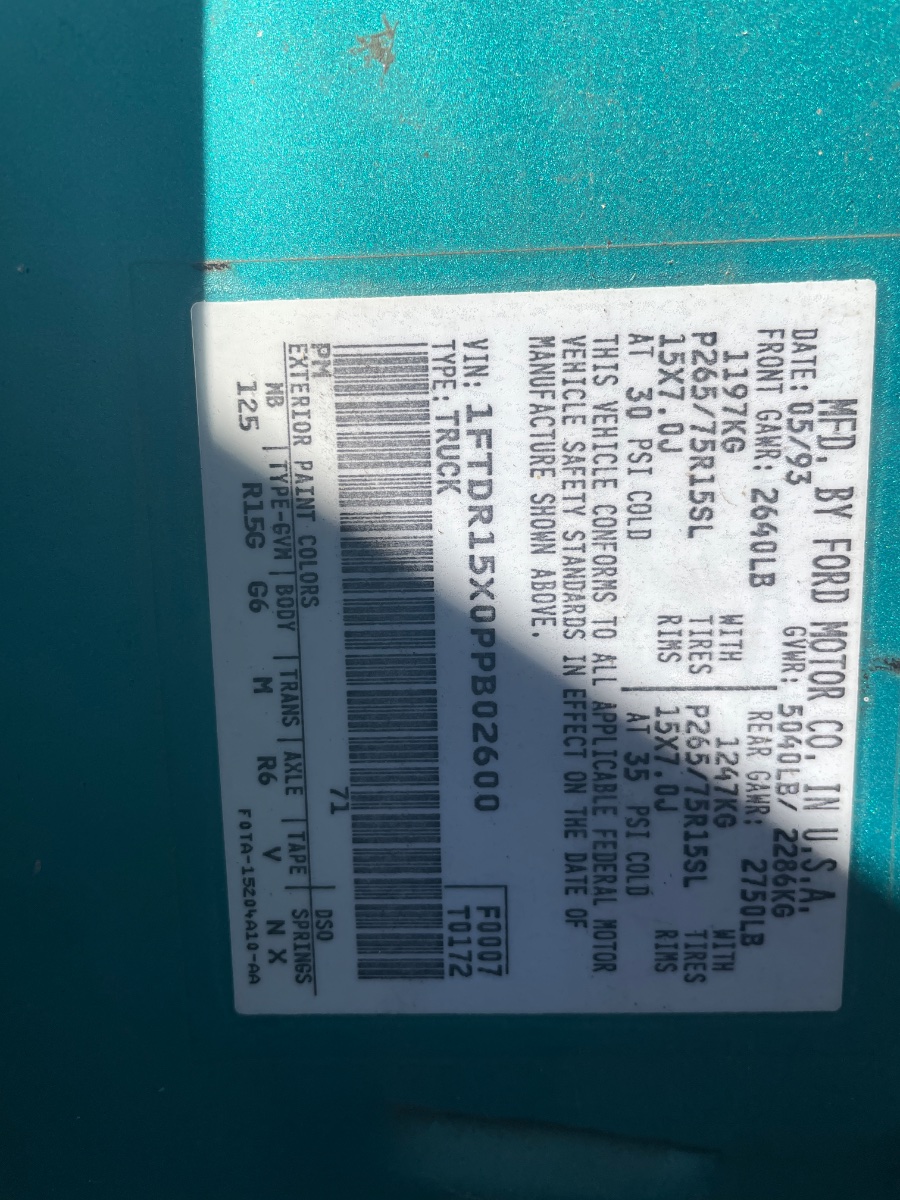 MFD. BY FORD MOTOR CO. IN U.S.A.
DATE: 05/93 GVWR: 5040LB/ 2286KG
FRONT GAWR: 2640LB REAR GAWR: 2750LB
1197KG WITH 1247KG WITH
P265/75R15SL TIRES P265/75R15SL TIRES
15X7.0J RIMS 15X7.0J RIMS
AT 30 PSI COLD AT 35 PSI COLD
THIS VEHICLE CONFORMS TO ALL APPLICABLE FEDERAL MOTOR
VEHICLE SAFETY STANDARDS IN EFFECT ON THE DATE OF
MANUFACTURE SHOWN ABOVE.
VIN: 1FTDR15X0PPB02600 F0007
TYPE: TRUCK T0172
PM 71 DSO
EXTERIOR PAINT COLORS
MB TYPE-GVM BODY TRANS AXLE TAPE SPRINGS
125 R15G G6 M R6 V N X
F0TA-15204A10-AA